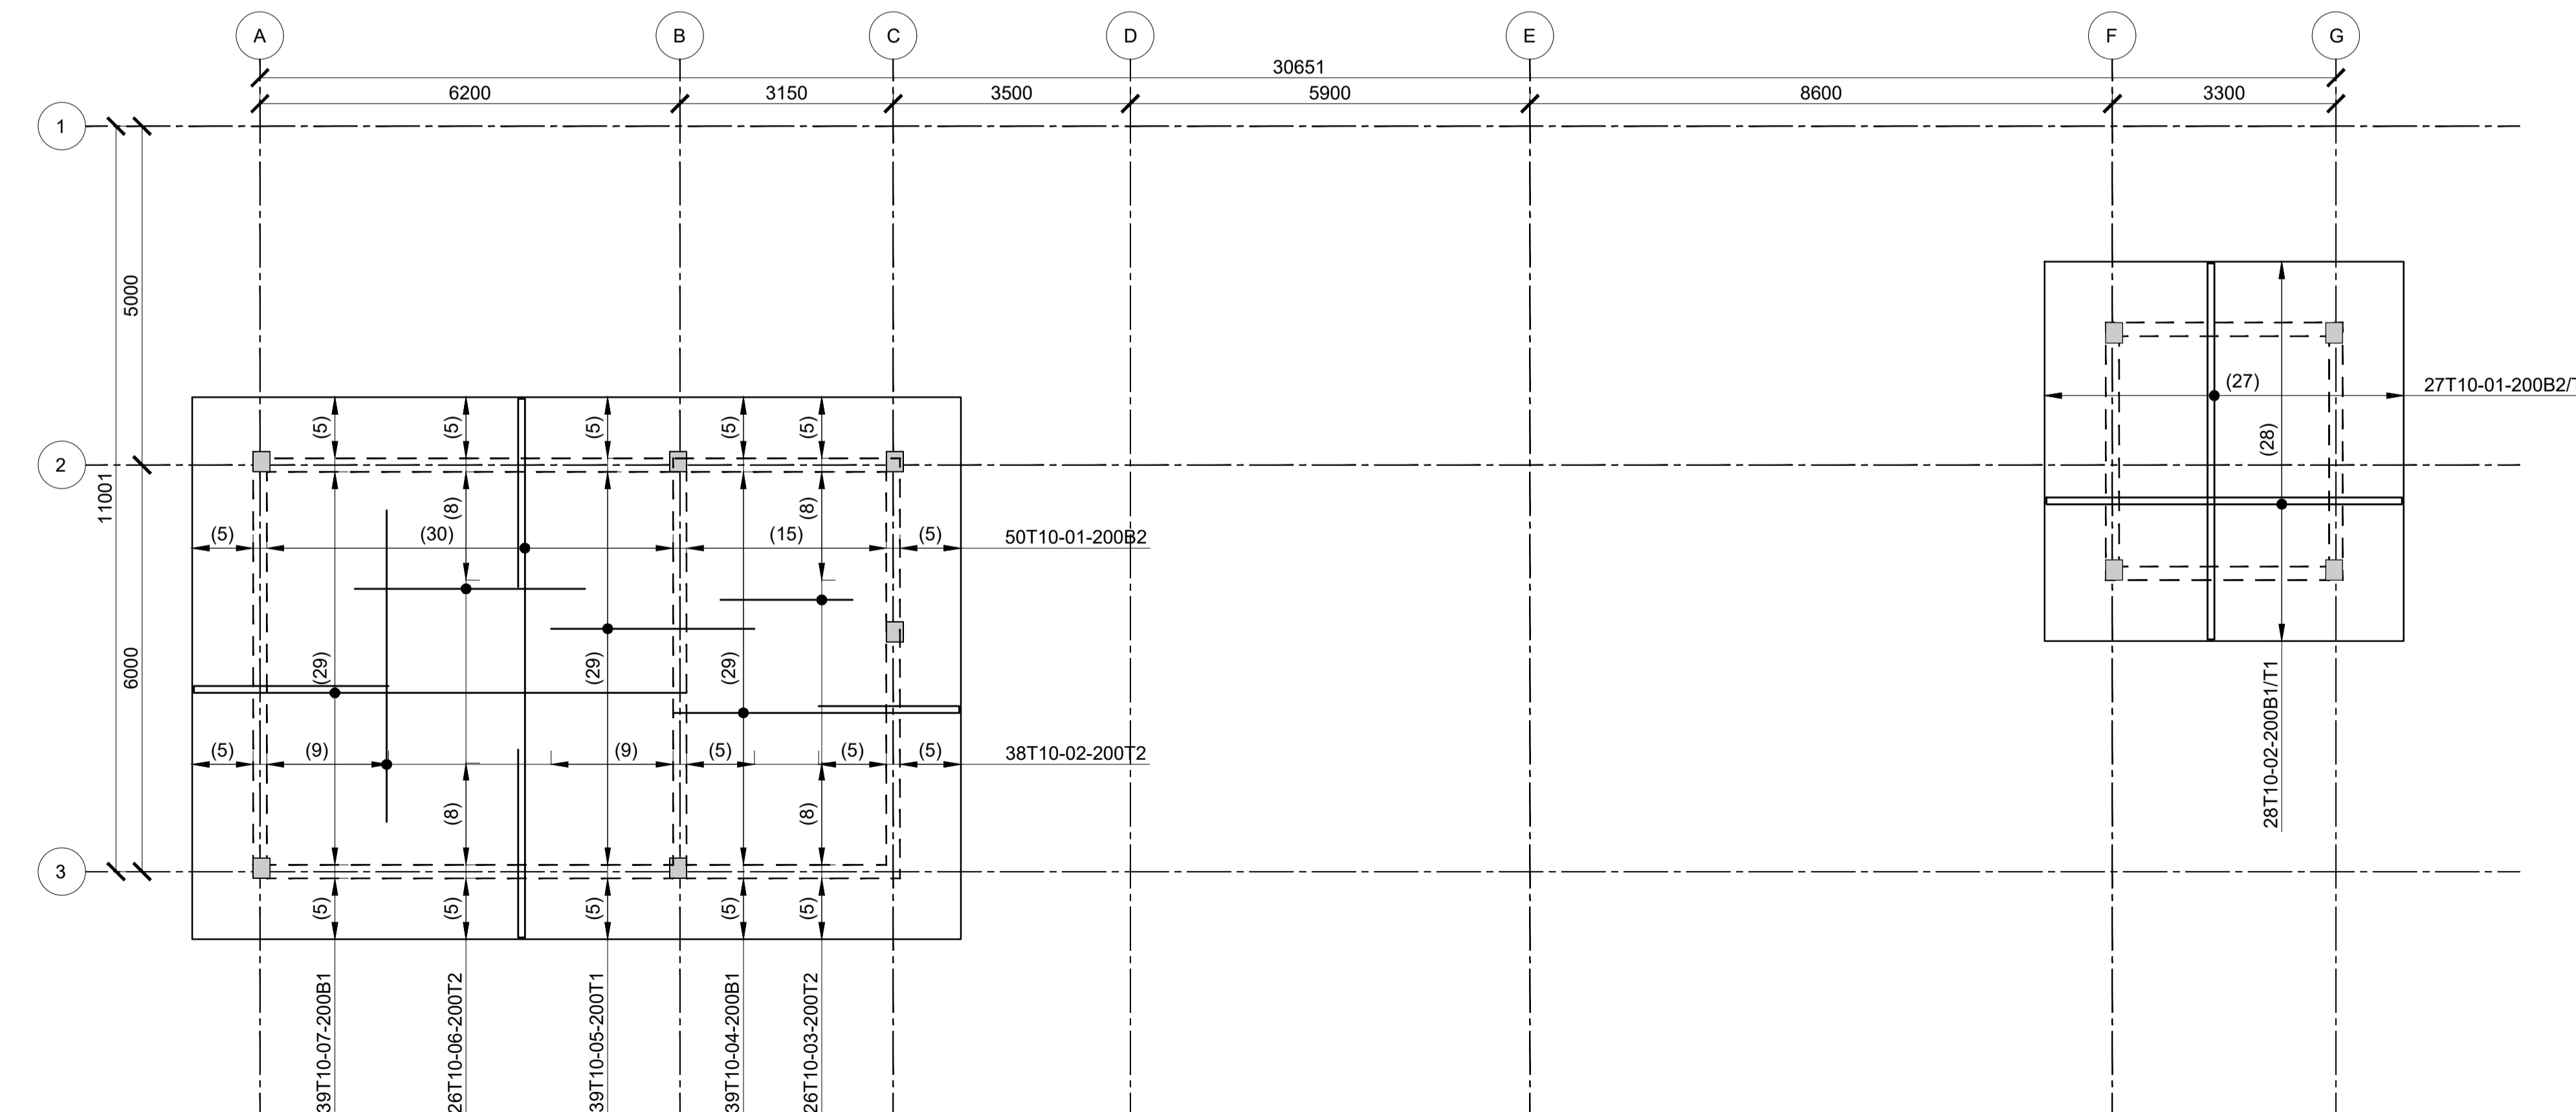 A B C D E F G
30651
6200 3150 3500 5900 8600 3300
1
5000
11001
2
6000
3
(5) (5) (5) (5) (5)
(8) (8)
(5) (30) (15) (5)
50T10-01-200B2
(29) (29) (29)
(5) (9) (9) (5) (5) (5)
38T10-02-200T2
(8) (8)
(5) (5) (5) (5) (5)
39T10-07-200B1
26T10-06-200T2
39T10-05-200T1
39T10-04-200B1
26T10-03-200T2
(27)
27T10-01-200B2/
(28)
28T10-02-200B1/T1